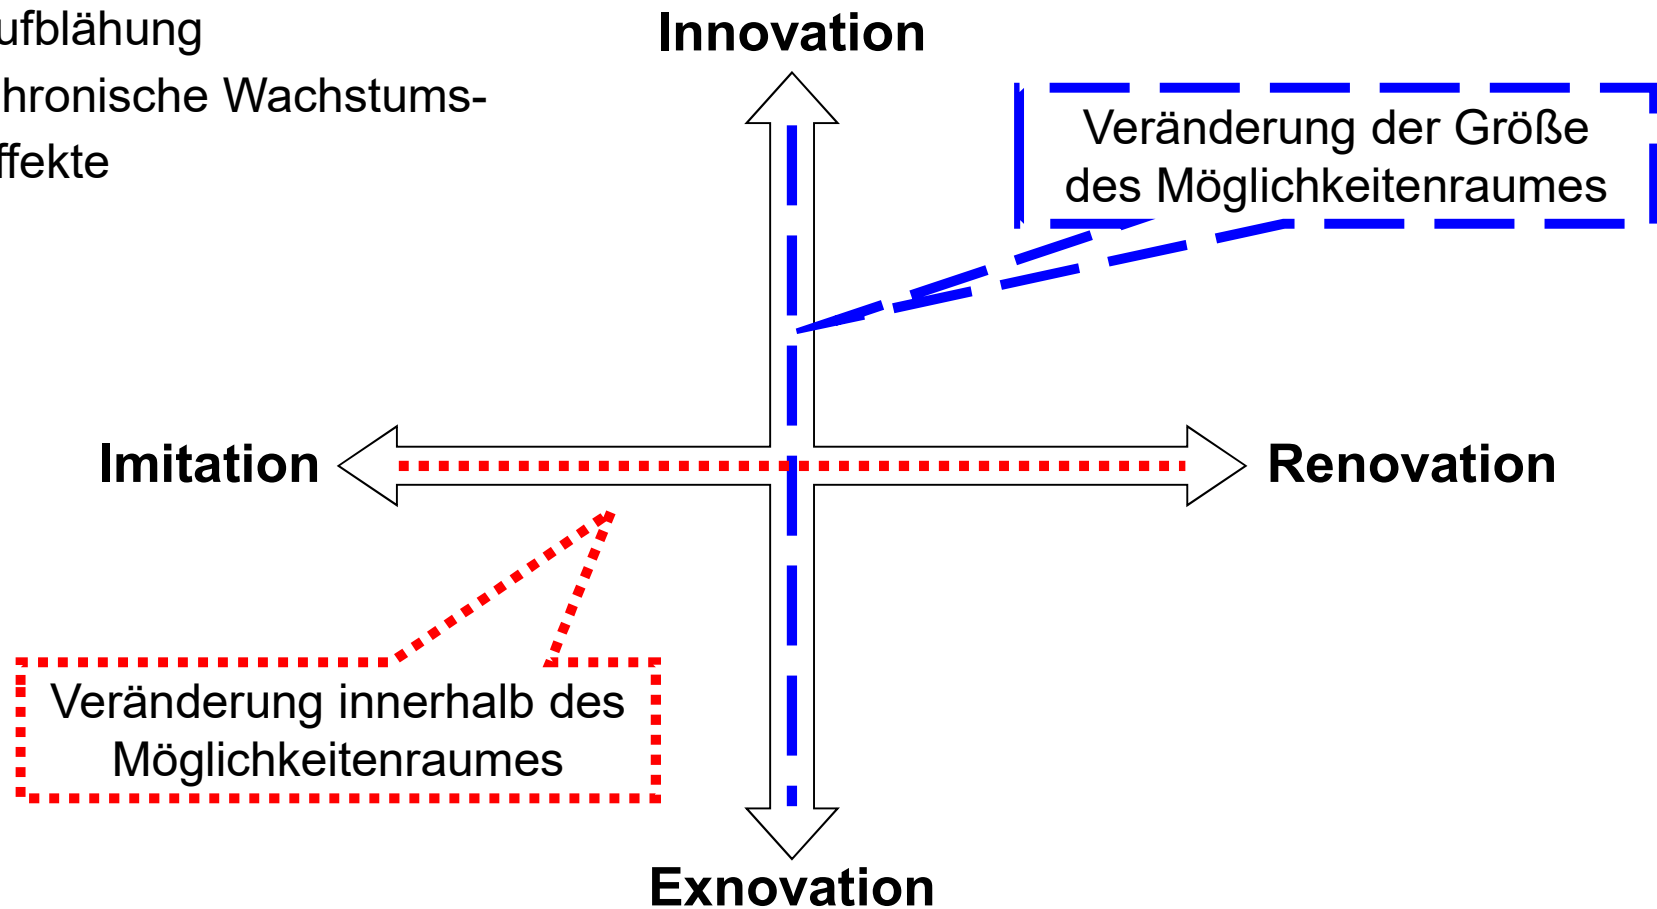 ufblähung
hronische Wachstums-
ffekte
Innovation
Veränderung der Größe
des Möglichkeitenraumes
Imitation
Renovation
Veränderung innerhalb des
Möglichkeitenraumes
Exnovation